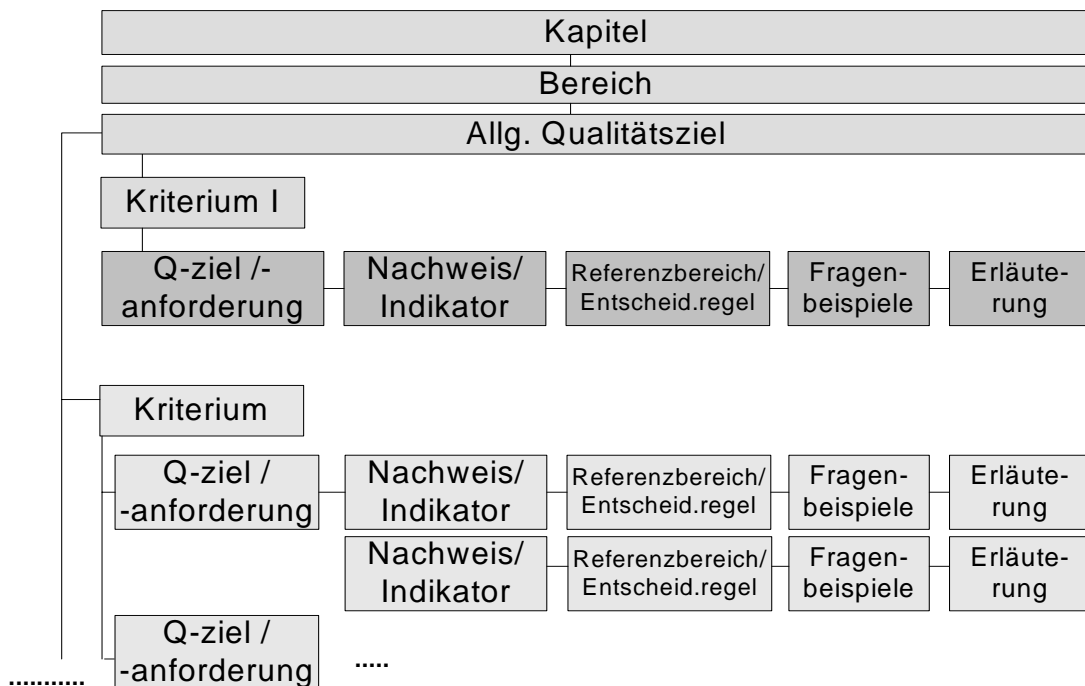 Kapitel
Bereich
Allg. Qualitätsziel
Kriterium I
Q-ziel /-
anforderung
Nachweis/
Indikator
Referenzbereich/
Entscheid.regel
Fragen-
beispiele
Erläute-
rung
Kriterium
Q-ziel /
-anforderung
Nachweis/
Indikator
Referenzbereich/
Entscheid.regel
Fragen-
beispiele
Erläute-
rung
Nachweis/
Indikator
Referenzbereich/
Entscheid.regel
Fragen-
beispiele
Erläute-
rung
Q-ziel /
-anforderung
.....
...........